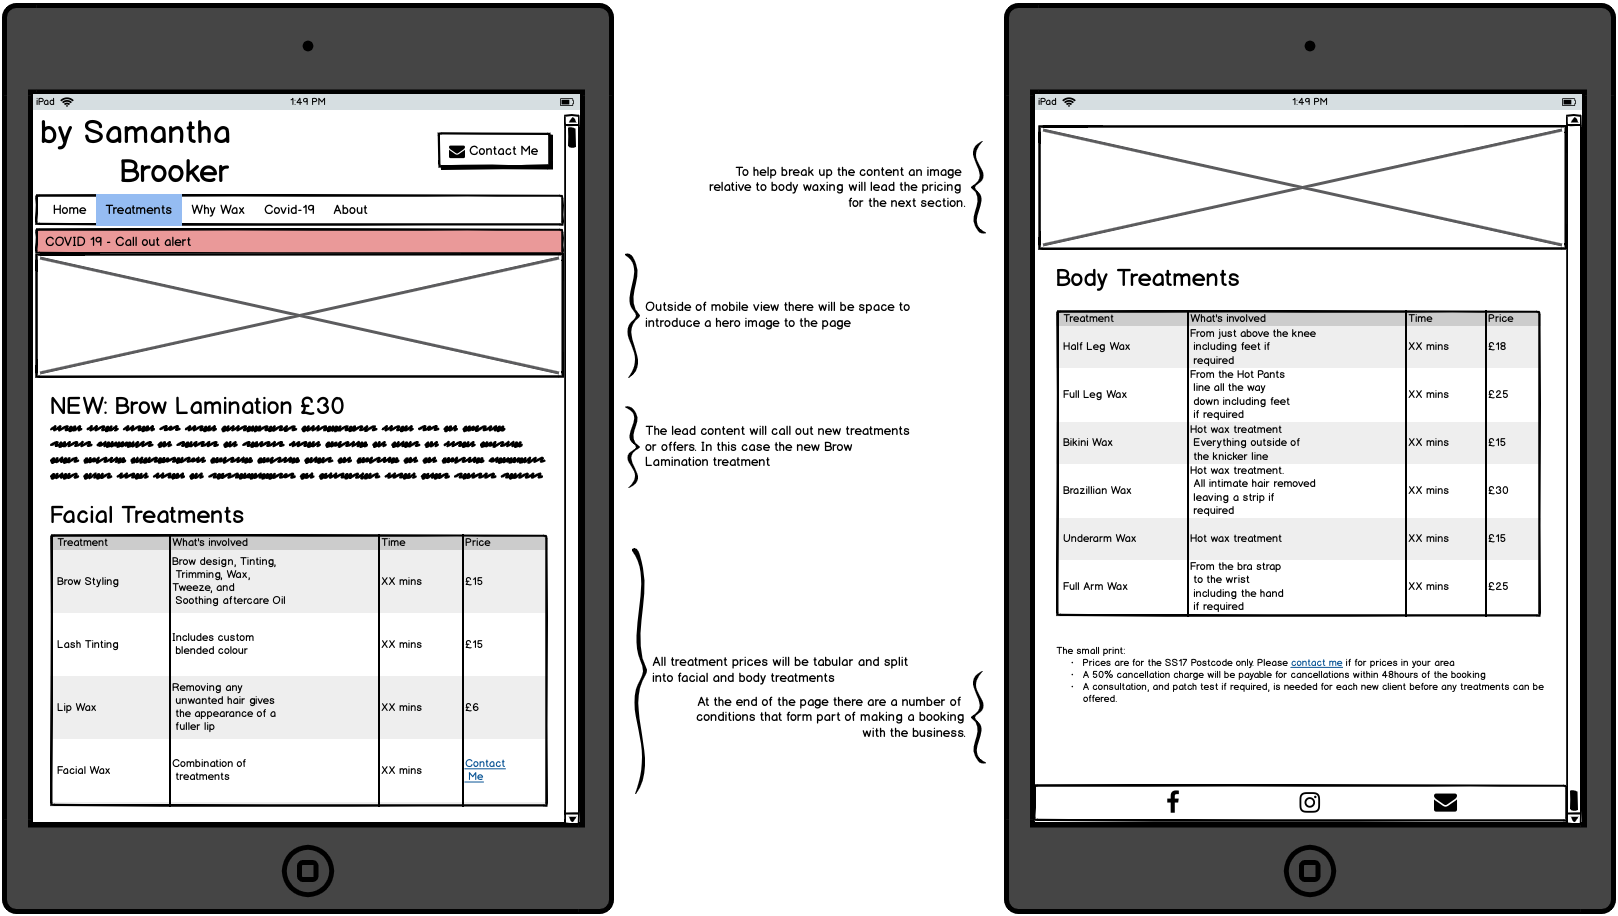 iPad
1:49 PM
by Samantha
Brooker
Contact Me
Home Treatments Why Wax Covid-19 About
COVID 19 - Call out alert
NEW: Brow Lamination £30
Facial Treatments
Treatment What's involved Time Price
Brow Styling
Brow design, Tinting,
Trimming, Wax,
Tweeze, and
Soothing aftercare Oil
XX mins
£15
Lash Tinting
Includes custom
blended colour
XX mins
£15
Lip Wax
Removing any
unwanted hair gives
the appearance of a
fuller lip
XX mins
£6
Facial Wax
Combination of
treatments
XX mins
Contact
Me
To help break up the content an image
relative to body waxing will lead the pricing
for the next section.
Outside of mobile view there will be space to
introduce a hero image to the page
The lead content will call out new treatments
or offers. In this case the new Brow
Lamination treatment
All treatment prices will be tabular and split
into facial and body treatments
At the end of the page there are a number of
conditions that form part of making a booking
with the business.
iPad
1:49 PM
Body Treatments
Treatment What's involved Time Price
Half Leg Wax
From just above the knee
including feet if
required
XX mins
£18
Full Leg Wax
From the Hot Pants
line all the way
down including feet
if required
XX mins
£25
Bikini Wax
Hot wax treatment
Everything outside of
the knicker line
XX mins
£15
Brazillian Wax
Hot wax treatment.
All intimate hair removed
leaving a strip if
required
XX mins
£30
Underarm Wax
Hot wax treatment
XX mins
£15
Full Arm Wax
From the bra strap
to the wrist
including the hand
if required
XX mins
£25
The small print:
· Prices are for the SS17 Postcode only. Please contact me if for prices in your area
· A 50% cancellation charge will be payable for cancellations within 48hours of the booking
· A consultation, and patch test if required, is needed for each new client before any treatments can be
offered.